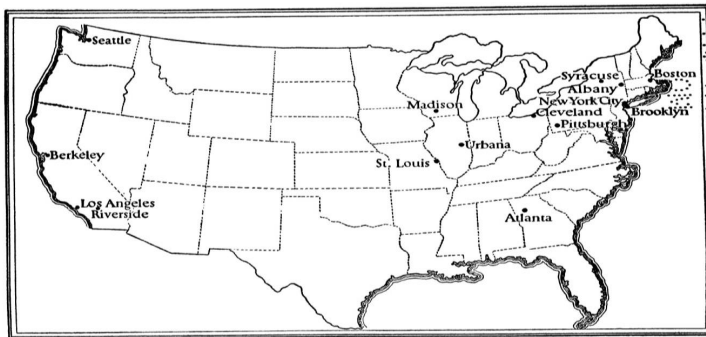 Seattle
Syracuse
Boston
Albany
Madison
New York City
Cleveland
Brooklyn
Pittsburgh
Urbana
Berkeley
St. Louis
Los Angeles
Riverside
Atlanta